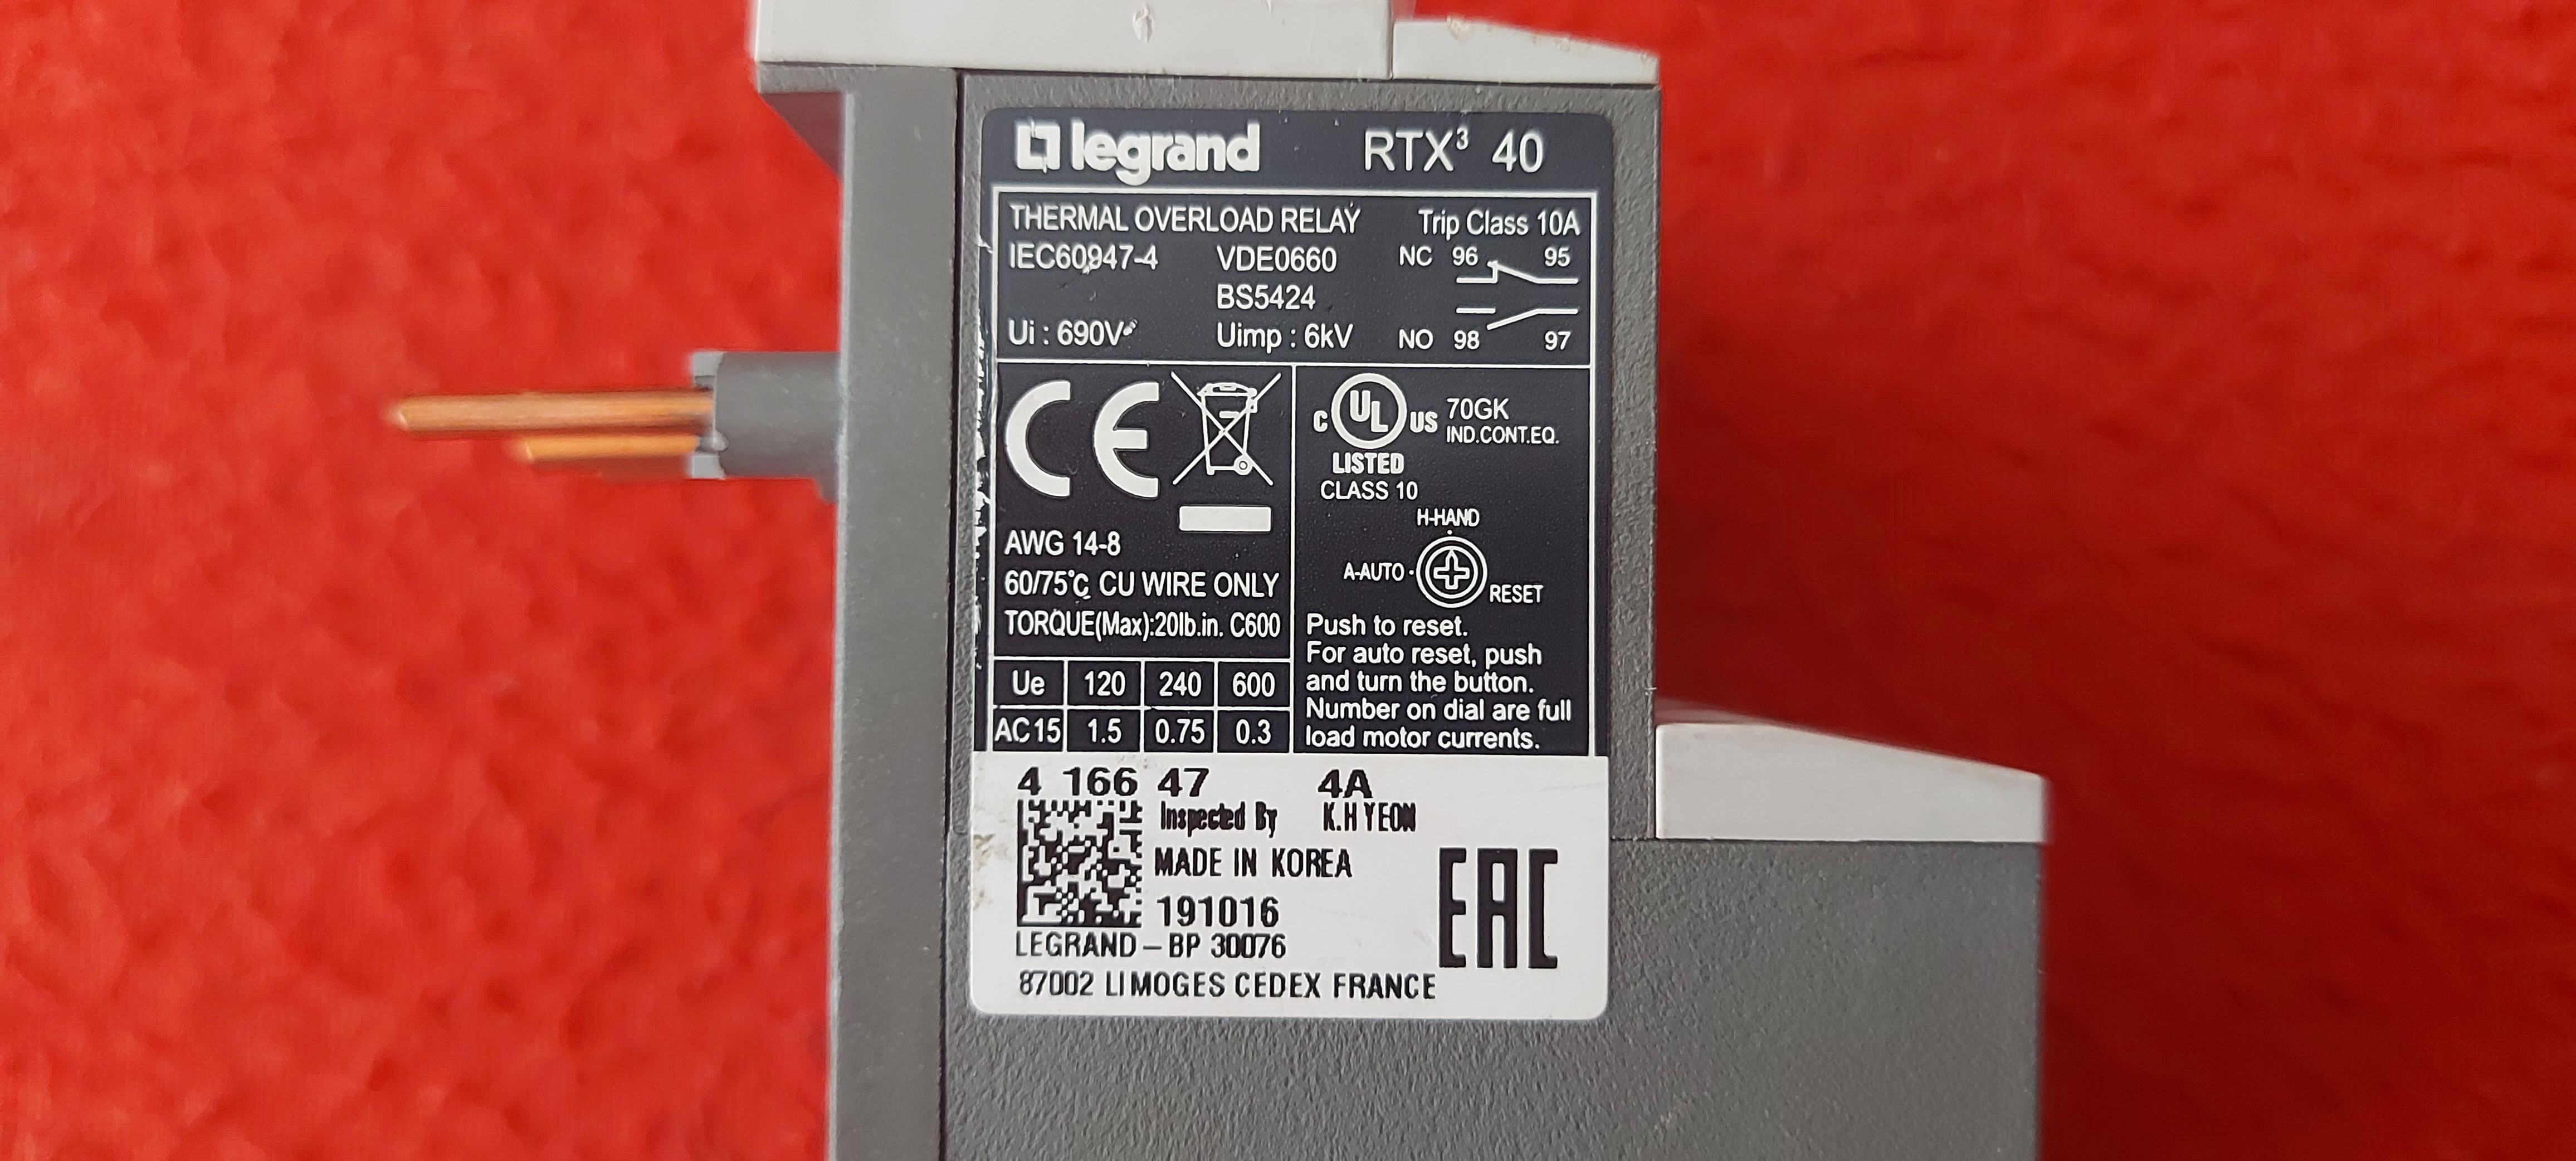 legrand RTX³ 40
THERMAL OVERLOAD RELAY Trip Class 10A
IEC60947-4 VDE0660 NC 96 95
BS5424
Ui : 690V Uimp : 6kV NO 98 97
CE
C UL US 70GK
IND.CONT.EQ.
LISTED
CLASS 10
AWG 14-8
60/75℃ CU WIRE ONLY
TORQUE(Max):20lb.in. C600
Ue 120 240 600
AC15 1.5 0.75 0.3
H-HAND
A-AUTO · RESET
Push to reset.
For auto reset, push
and turn the button.
Number on dial are full
load motor currents.
4 166 47 4A
Inspected By K.H YEON
MADE IN KOREA
191016
EAC
LEGRAND – BP 30076
87002 LIMOGES CEDEX FRANCE